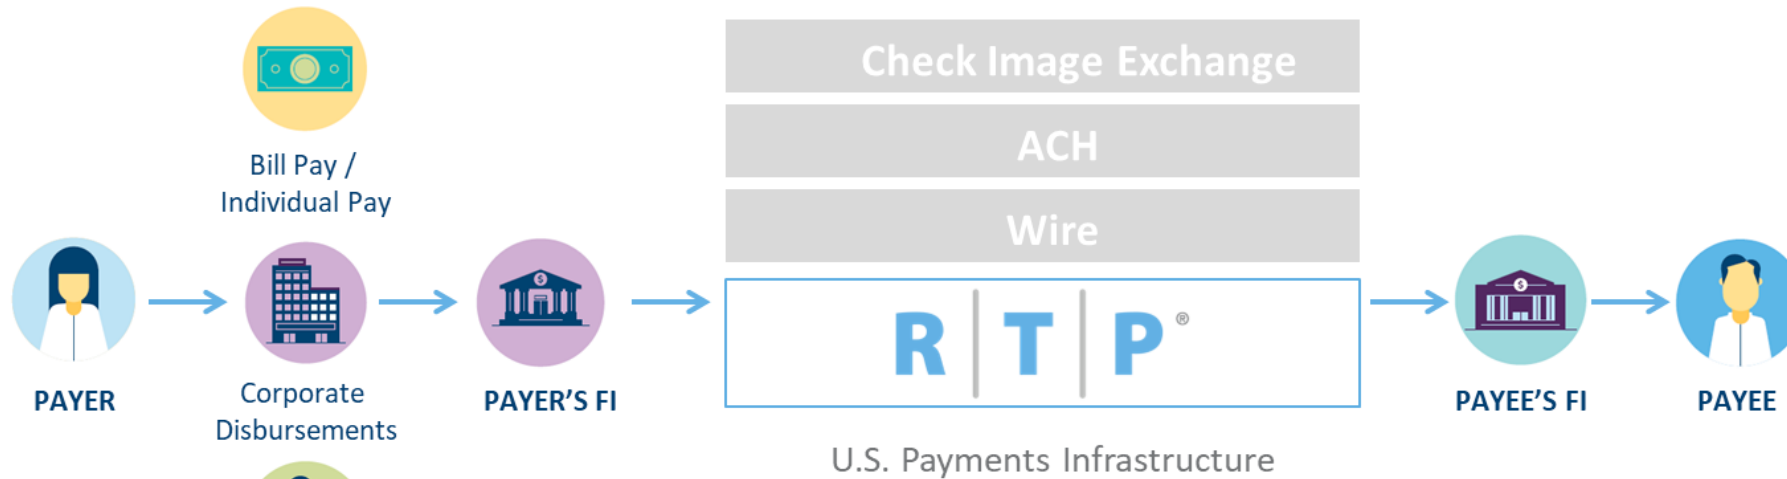 Check Image Exchange
ACH
Bill Pay /
Individual Pay
Wire
R|T|P®
PAYER
Corporate
Disbursements
PAYER’S FI
PAYEE’S FI
PAYEE
U.S. Payments Infrastructure